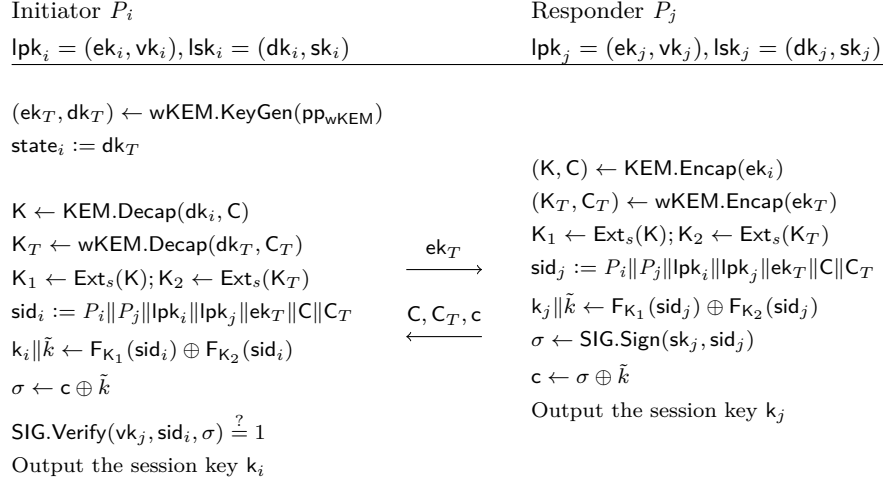 Initiator P_i
lpk_i = (ek_i, vk_i), lsk_i = (dk_i, sk_i)
(ek_T, dk_T) ← wKEM.KeyGen(pp_wKEM)
state_i := dk_T
K ← KEM.Decap(dk_i, C)
K_T ← wKEM.Decap(dk_T, C_T)
K_1 ← Ext_s(K); K_2 ← Ext_s(K_T)
sid_i := P_i‖P_j‖lpk_i‖lpk_j‖ek_T‖C‖C_T
k_i‖k̃ ← F_{K_1}(sid_i) ⊕ F_{K_2}(sid_i)
σ ← c ⊕ k̃
SIG.Verify(vk_j, sid_i, σ) ≟ 1
Output the session key k_i
ek_T
C, C_T, c
Responder P_j
lpk_j = (ek_j, vk_j), lsk_j = (dk_j, sk_j)
(K, C) ← KEM.Encap(ek_i)
(K_T, C_T) ← wKEM.Encap(ek_T)
K_1 ← Ext_s(K); K_2 ← Ext_s(K_T)
sid_j := P_i‖P_j‖lpk_i‖lpk_j‖ek_T‖C‖C_T
k_j‖k̃ ← F_{K_1}(sid_j) ⊕ F_{K_2}(sid_j)
σ ← SIG.Sign(sk_j, sid_j)
c ← σ ⊕ k̃
Output the session key k_j